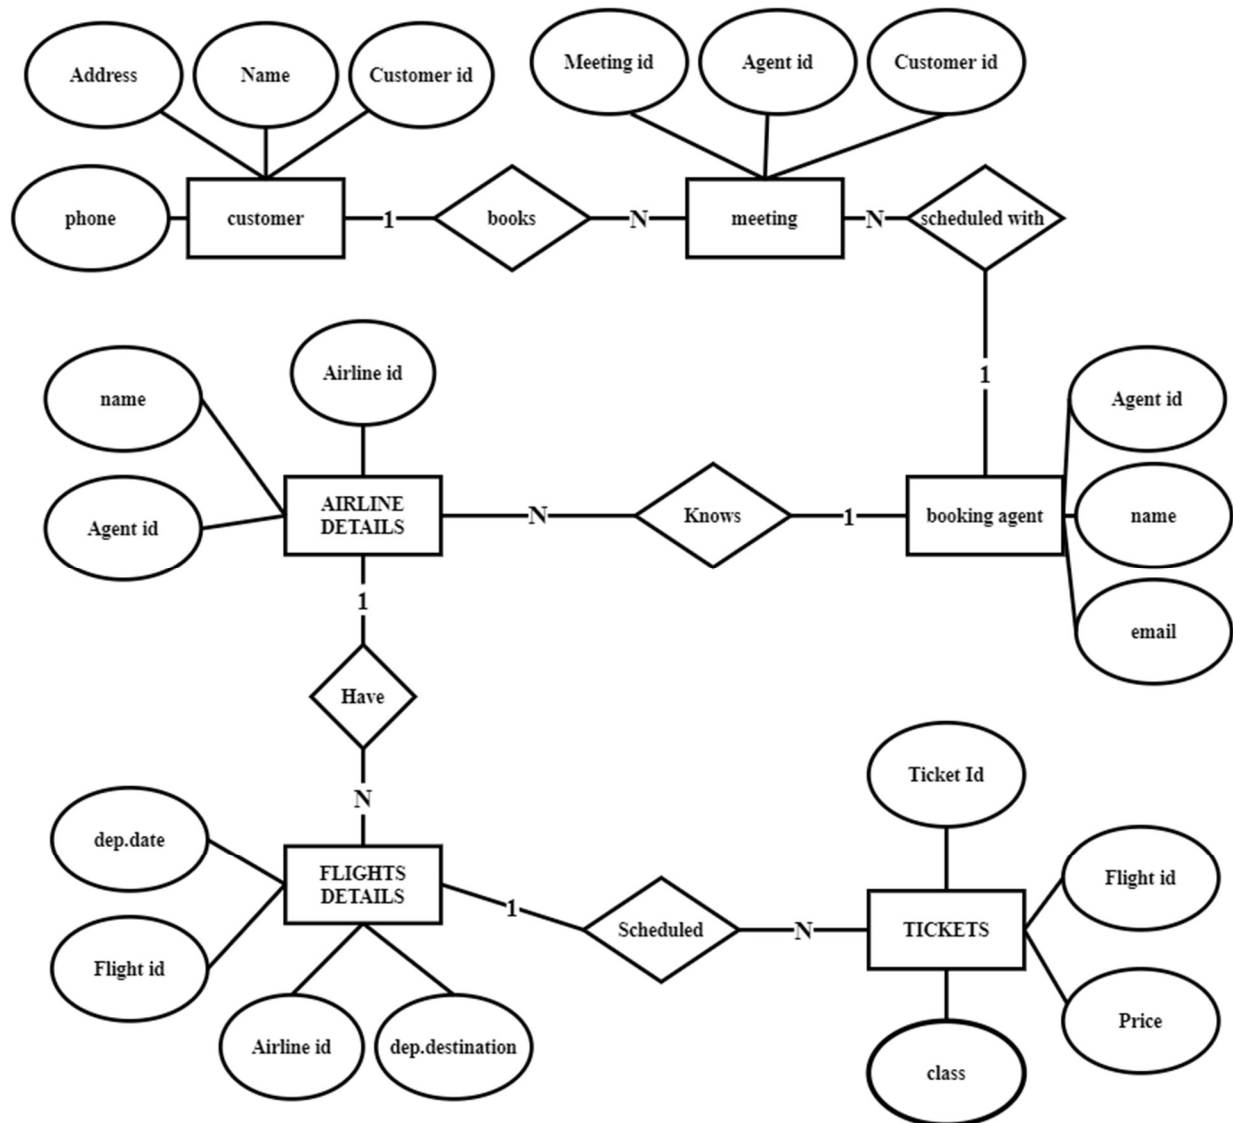 Address
Name
Customer id
Meeting id
Agent id
Customer id
phone
customer
1
books
N
meeting
N
scheduled with
1
name
Airline id
Agent id
Agent id
AIRLINE
DETAILS
N
Knows
1
booking agent
name
email
1
Have
N
Ticket Id
dep.date
FLIGHTS
DETAILS
Flight id
1
Scheduled
N
TICKETS
Flight id
Price
Airline id
dep.destination
class